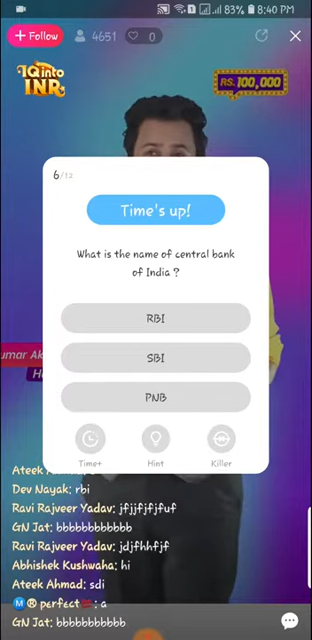 83% 8:40 PM
+ Follow 4651 0
IQ into
INR
RS. 100,000
6/12
Time's up!
What is the name of central bank
of India ?
RBI
SBI
PNB
Time+ Hint Killer
Dev Nayak: rbi
Ravi Rajveer Yadav: jfjjfjfjfuf
GN Jat: bbbbbbbbbbbb
Ravi Rajveer Yadav: jdjfhhfjf
Abhishek Kushwaha: hi
Ateek Ahmad: sdi
Ⓜ® perfect: a
GN Jat: bbbbbbbbbbb